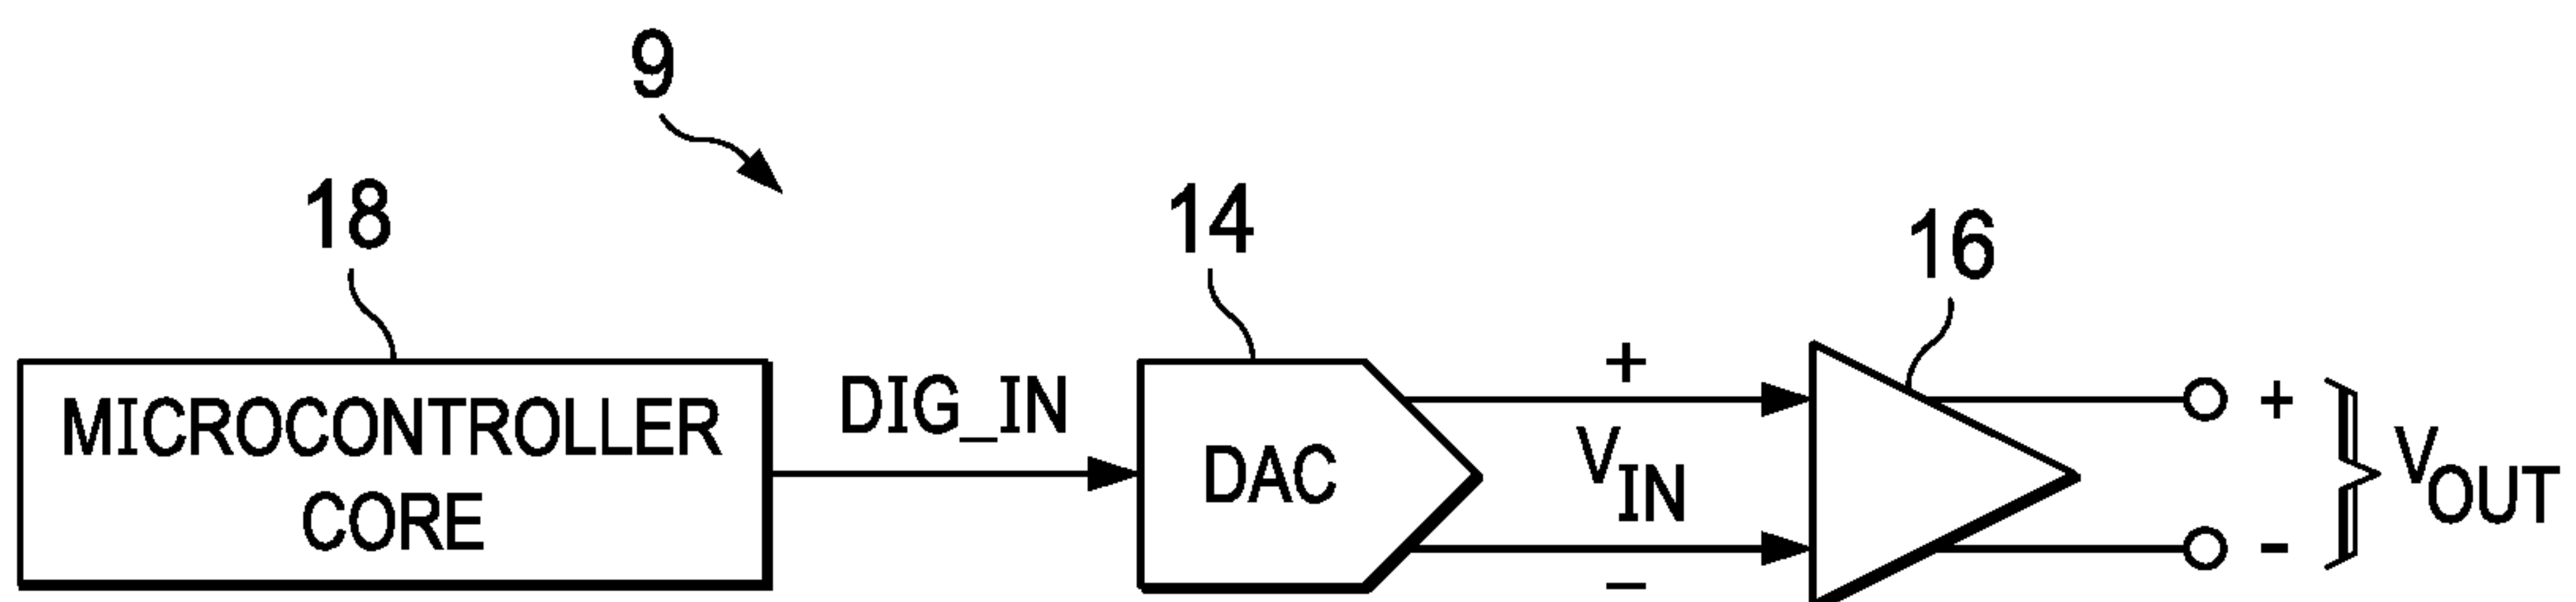 9
18
14
16
MICROCONTROLLER
CORE
DIG_IN
DAC
+
VIN
−
+
-
VOUT